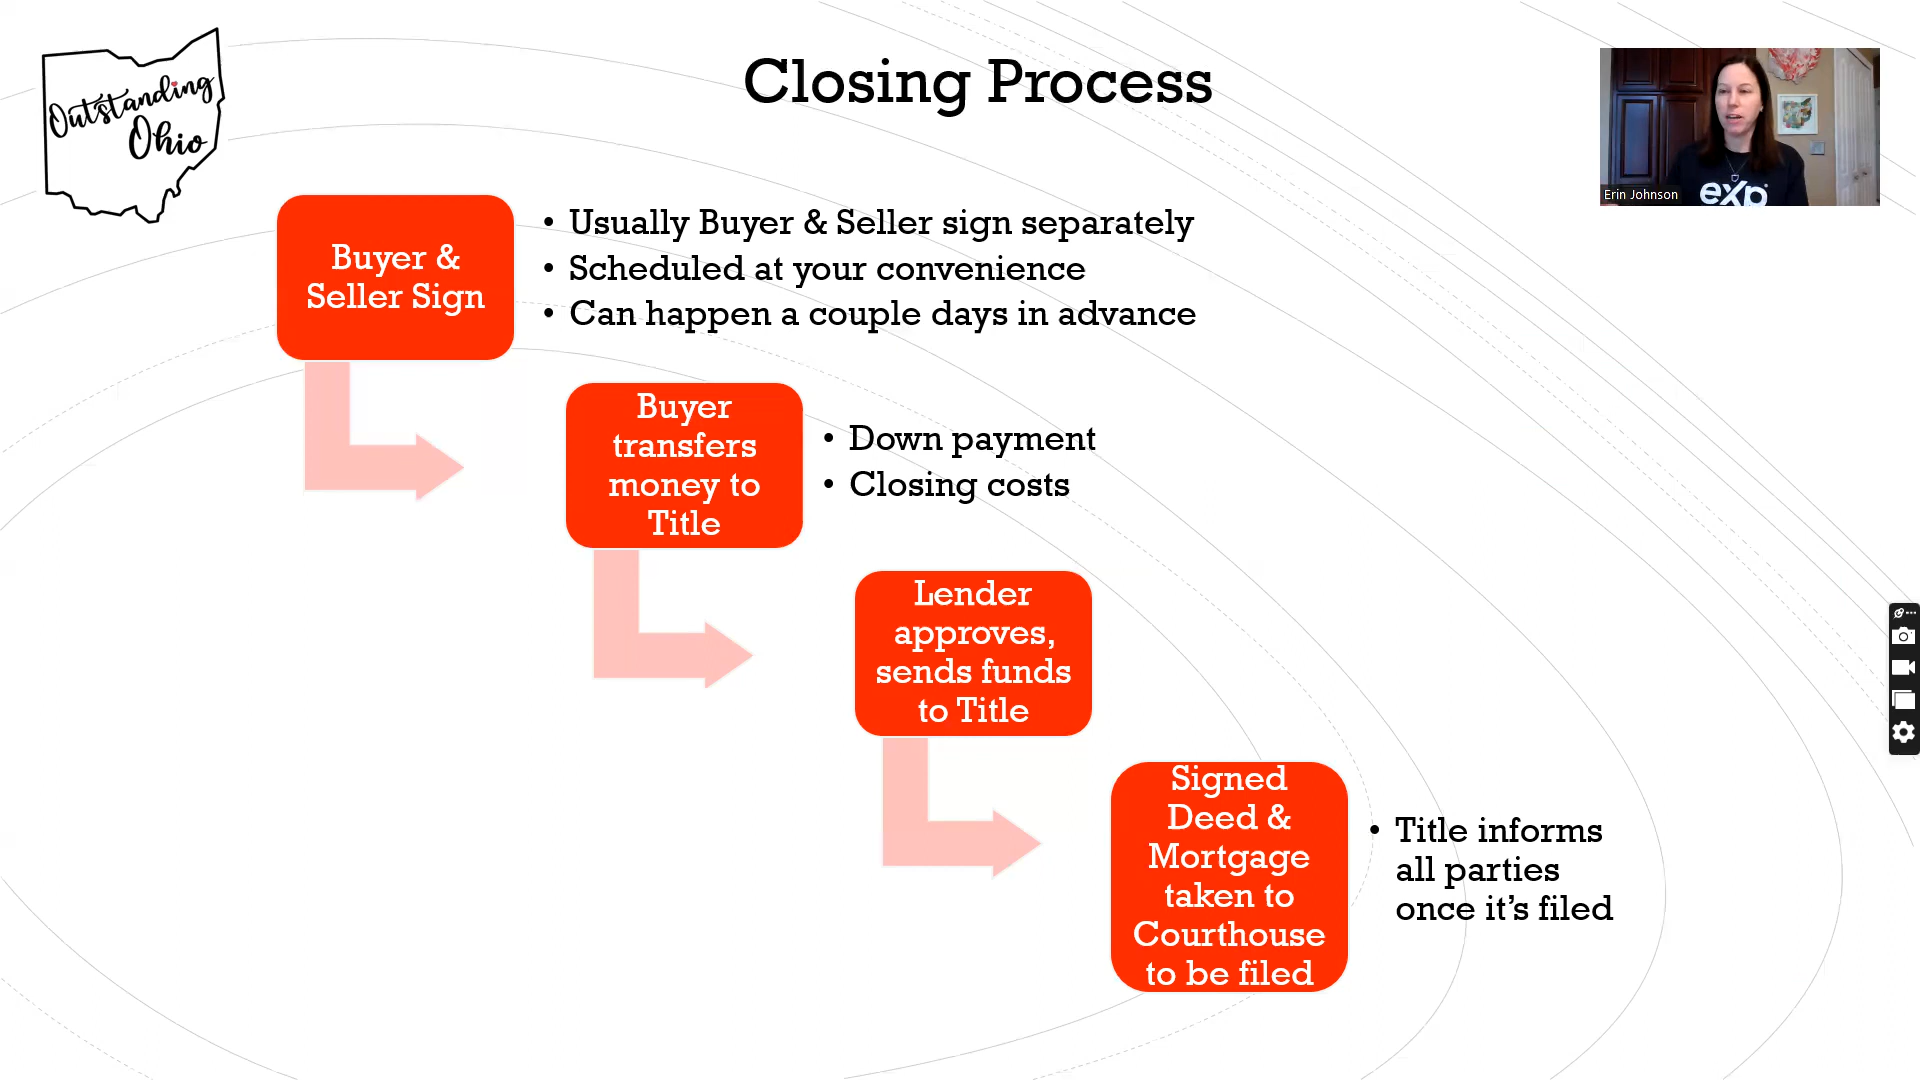 Outstanding
Ohio
Closing Process
Erin Johnson
eXp
Buyer &
Seller Sign
• Usually Buyer & Seller sign separately
• Scheduled at your convenience
• Can happen a couple days in advance
Buyer
transfers
money to
Title
• Down payment
• Closing costs
Lender
approves,
sends funds
to Title
Signed
Deed &
Mortgage
taken to
Courthouse
to be filed
• Title informs
all parties
once it's filed